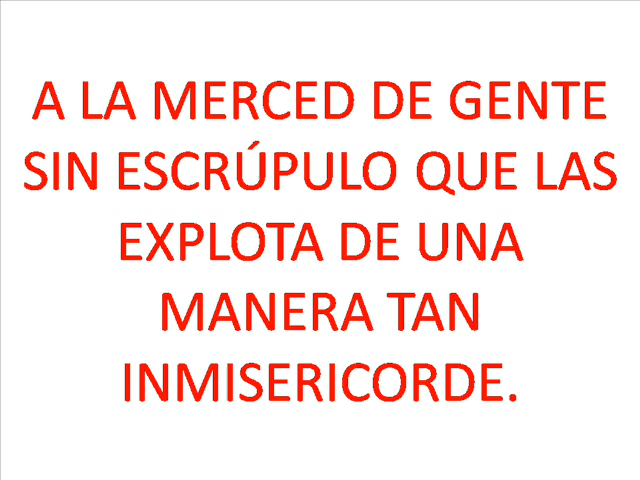 A LA MERCED DE GENTE
SIN ESCRÚPULO QUE LAS
EXPLOTA DE UNA
MANERA TAN
INMISERICORDE.